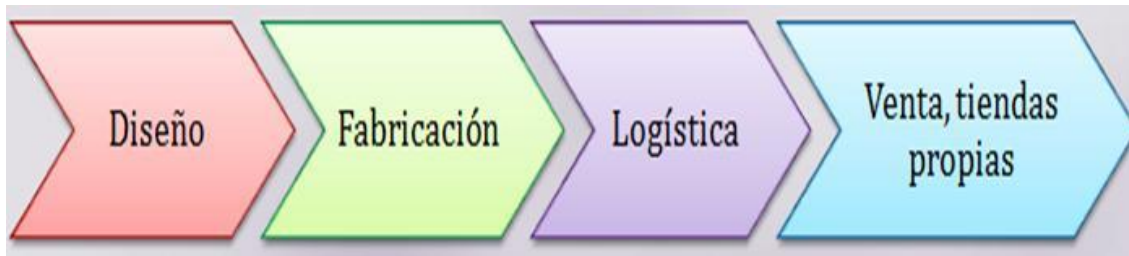 Diseño
Fabricación
Logística
Venta, tiendas
propias